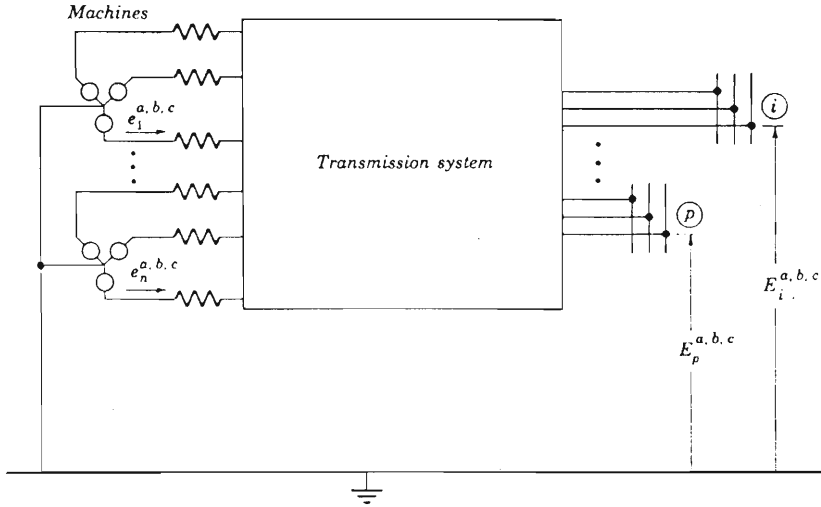 Machines
e_1^{a,b,c}
Transmission system
e_n^{a,b,c}
i
p
E_i^{a,b,c}
E_p^{a,b,c}